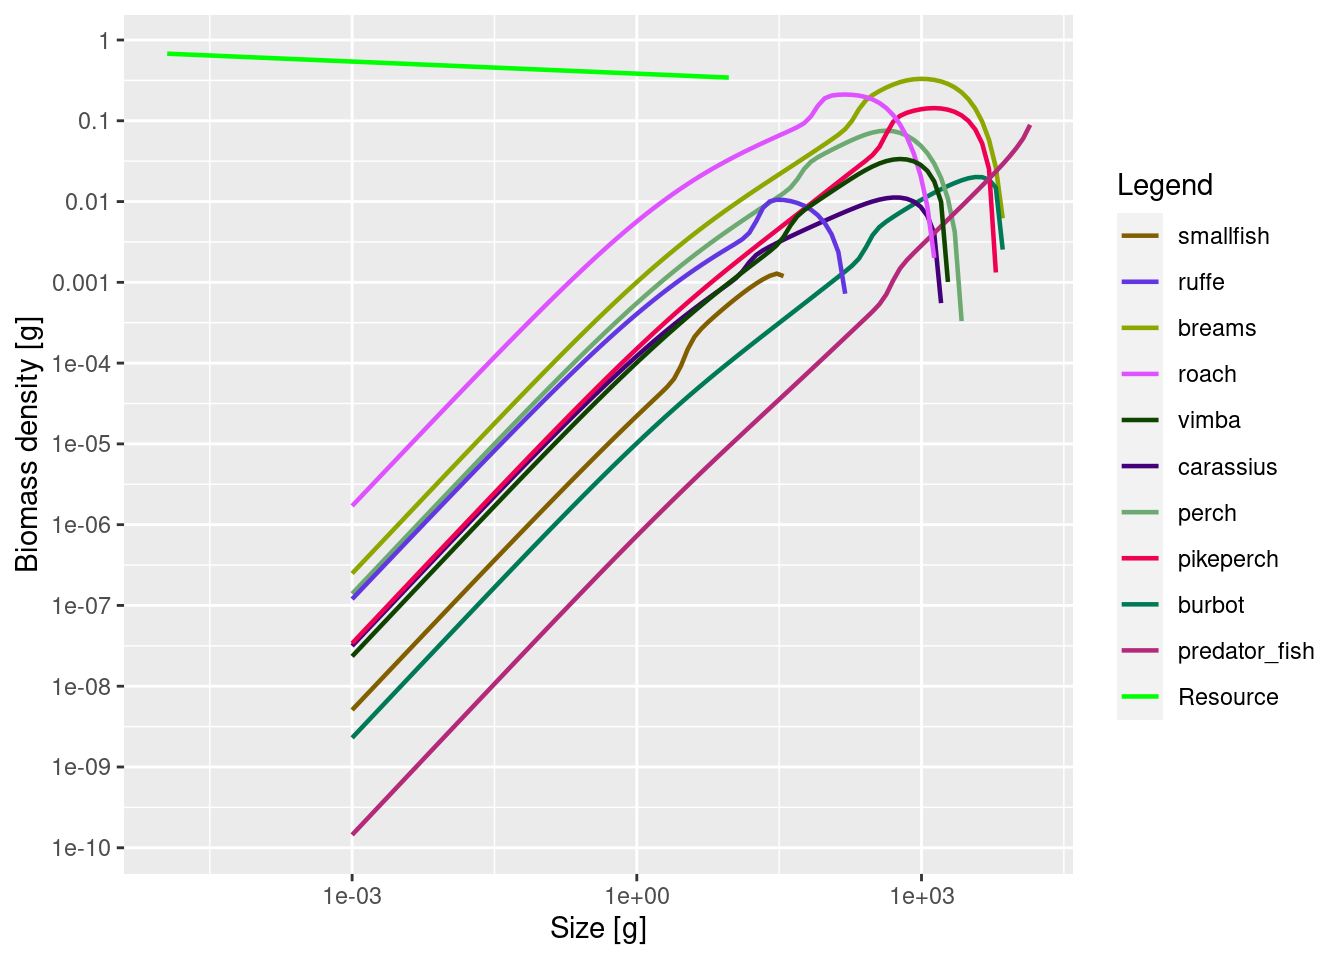 1
0.1
0.01
0.001
1e-04
1e-05
1e-06
1e-07
1e-08
1e-09
1e-10
Biomass density [g]
1e-03
1e+00
1e+03
Size [g]
Legend
smallfish
ruffe
breams
roach
vimba
carassius
perch
pikeperch
burbot
predator_fish
Resource